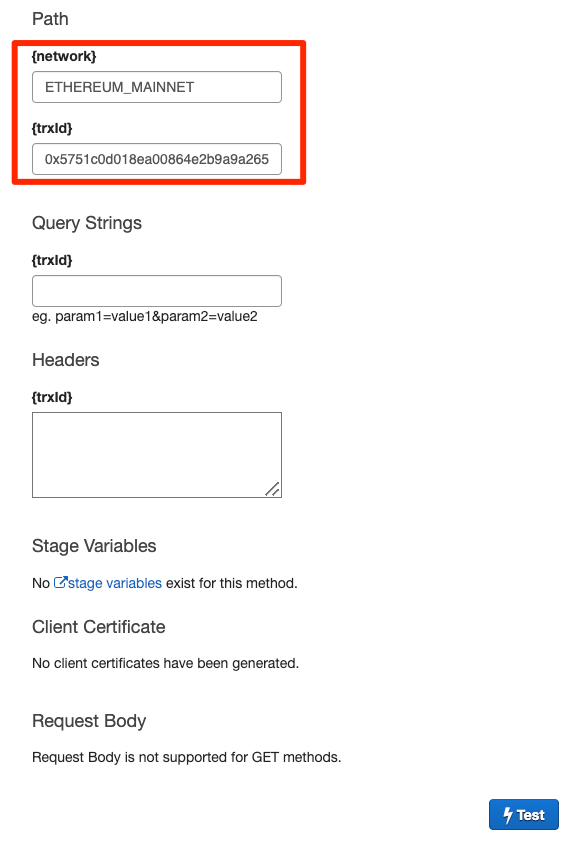 Path
{network}
ETHEREUM_MAINNET
{trxId}
0x5751c0d018ea00864e2b9a9a265
Query Strings
{trxId}
eg. param1=value1&param2=value2
Headers
{trxId}
Stage Variables
No stage variables exist for this method.
Client Certificate
No client certificates have been generated.
Request Body
Request Body is not supported for GET methods.
Test